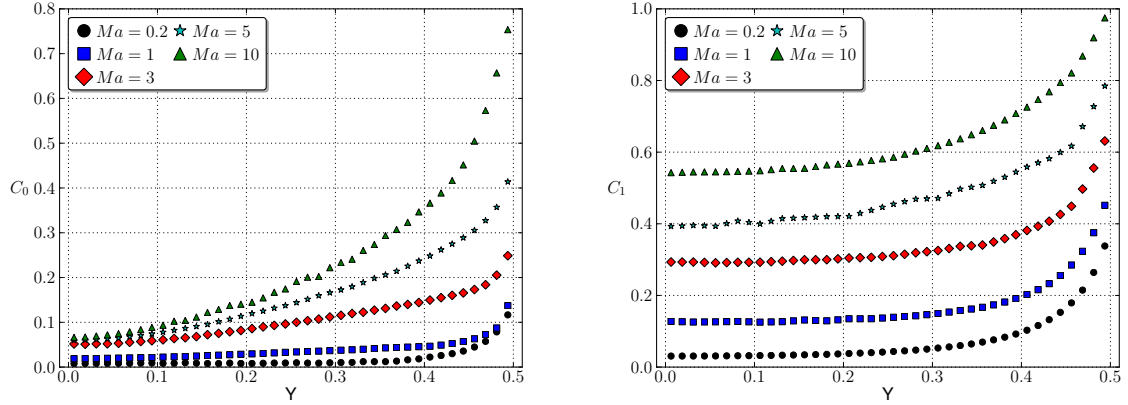 0.8
0.7
0.6
0.5
C₀ 0.4
0.3
0.2
0.1
0.0
0.0 0.1 0.2 0.3 0.4 0.5
Y
Ma = 0.2 Ma = 5
Ma = 1 Ma = 10
Ma = 3
1.0
0.8
0.6
C₁
0.4
0.2
0.0
0.0 0.1 0.2 0.3 0.4 0.5
Y
Ma = 0.2 Ma = 5
Ma = 1 Ma = 10
Ma = 3